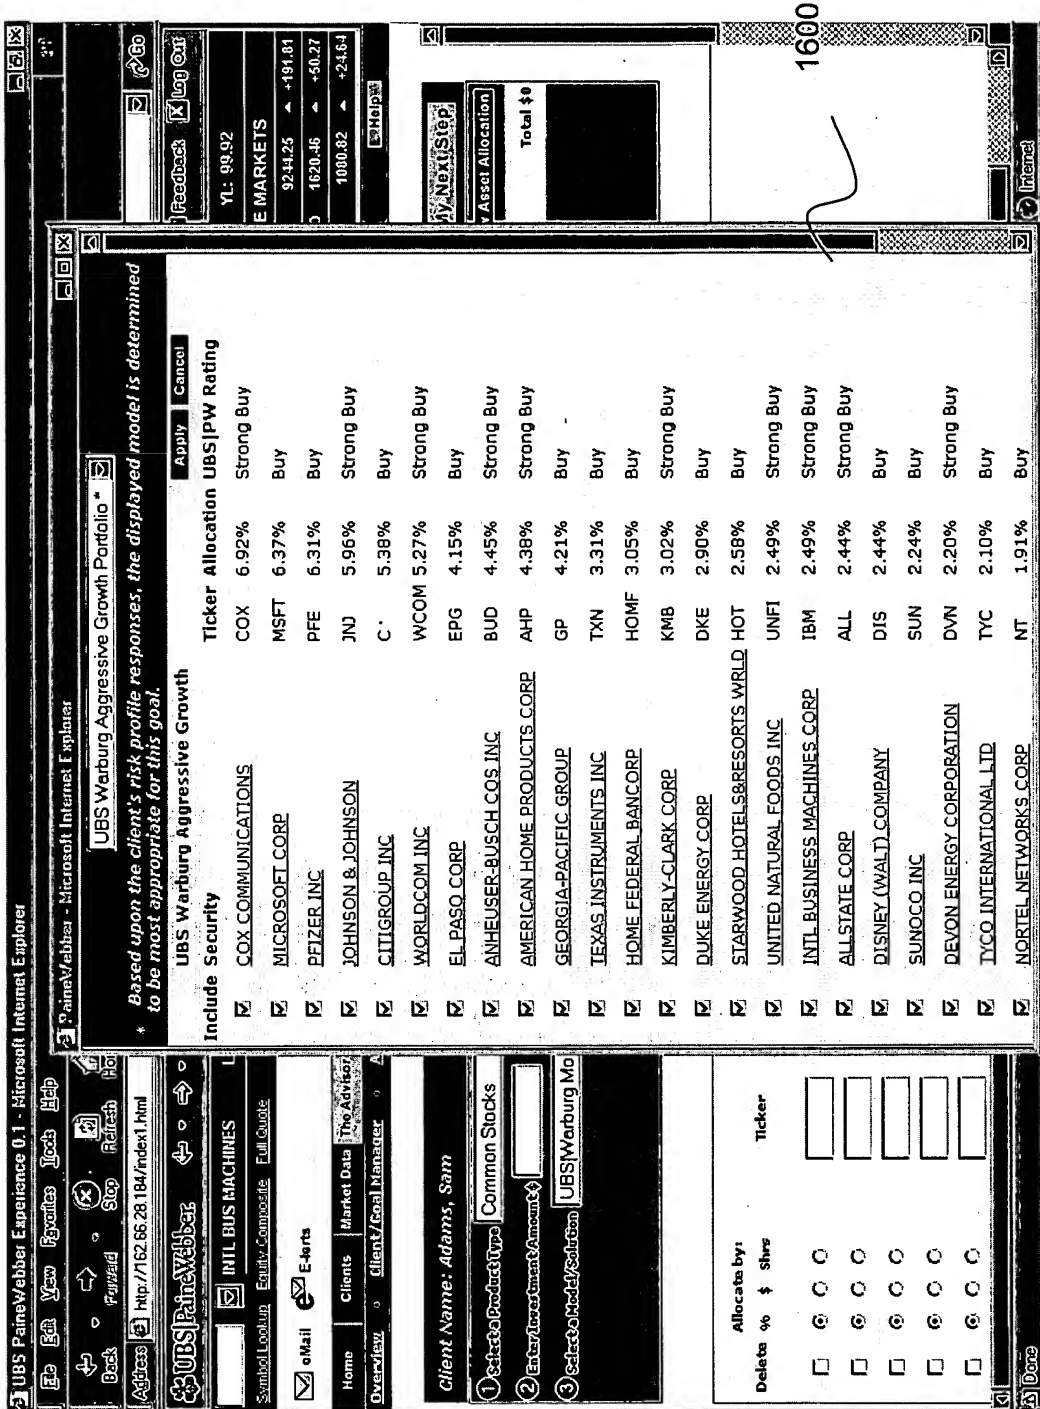 UBS PaineWebber Experience 0.1 - Microsoft Internet Explorer
File Edit View Favorites Tools Help
Back Forward Stop Refresh
Address http://162.66.28.184/index1.html Go
UBS|PaineWebber. Feedback Log Out
INTL BUS MACHINES
YL: 99.92
Symbol Lookup Equity Composite Full Quote
E MARKETS
9244.25 +191.81
1620.46 +50.27
1080.82 +24.64
eMail E-lerts
Help
Home Clients Market Data The Advisor
Overview Client/Goal Manager
Client Name: Adams, Sam
My Next Step
1 Select a Product Type Common Stocks
Asset Allocation
2 Enter Investment Amount $
Total $0
3 Select a Model/Solution UBS|Warburg Mo
Allocate by:
Delete % $ Shrs Ticker
Done
Internet
PaineWebber - Microsoft Internet Explorer
UBS Warburg Aggressive Growth Portfolio *
* Based upon the client's risk profile responses, the displayed model is determined
to be most appropriate for this goal.
UBS Warburg Aggressive Growth Apply Cancel
Include Security Ticker Allocation UBS|PW Rating
COX COMMUNICATIONS COX 6.92% Strong Buy
MICROSOFT CORP MSFT 6.37% Buy
PFIZER INC PFE 6.31% Buy
JOHNSON & JOHNSON JNJ 5.96% Strong Buy
CITIGROUP INC C 5.38% Buy
WORLDCOM INC WCOM 5.27% Strong Buy
EL PASO CORP EPG 4.15% Buy
ANHEUSER-BUSCH COS INC BUD 4.45% Strong Buy
AMERICAN HOME PRODUCTS CORP AHP 4.38% Strong Buy
GEORGIA-PACIFIC GROUP GP 4.21% Buy
TEXAS INSTRUMENTS INC TXN 3.31% Buy
HOME FEDERAL BANCORP HOMF 3.05% Buy
KIMBERLY-CLARK CORP KMB 3.02% Strong Buy
DUKE ENERGY CORP DKE 2.90% Buy
STARWOOD HOTELS&RESORTS WRLD HOT 2.58% Buy
UNITED NATURAL FOODS INC UNFI 2.49% Strong Buy
INTL BUSINESS MACHINES CORP IBM 2.49% Strong Buy
ALLSTATE CORP ALL 2.44% Strong Buy
DISNEY (WALT) COMPANY DIS 2.44% Buy
SUNOCO INC SUN 2.24% Buy
DEVON ENERGY CORPORATION DVN 2.20% Strong Buy
TYCO INTERNATIONAL LTD TYC 2.10% Buy
NORTEL NETWORKS CORP NT 1.91% Buy
1600